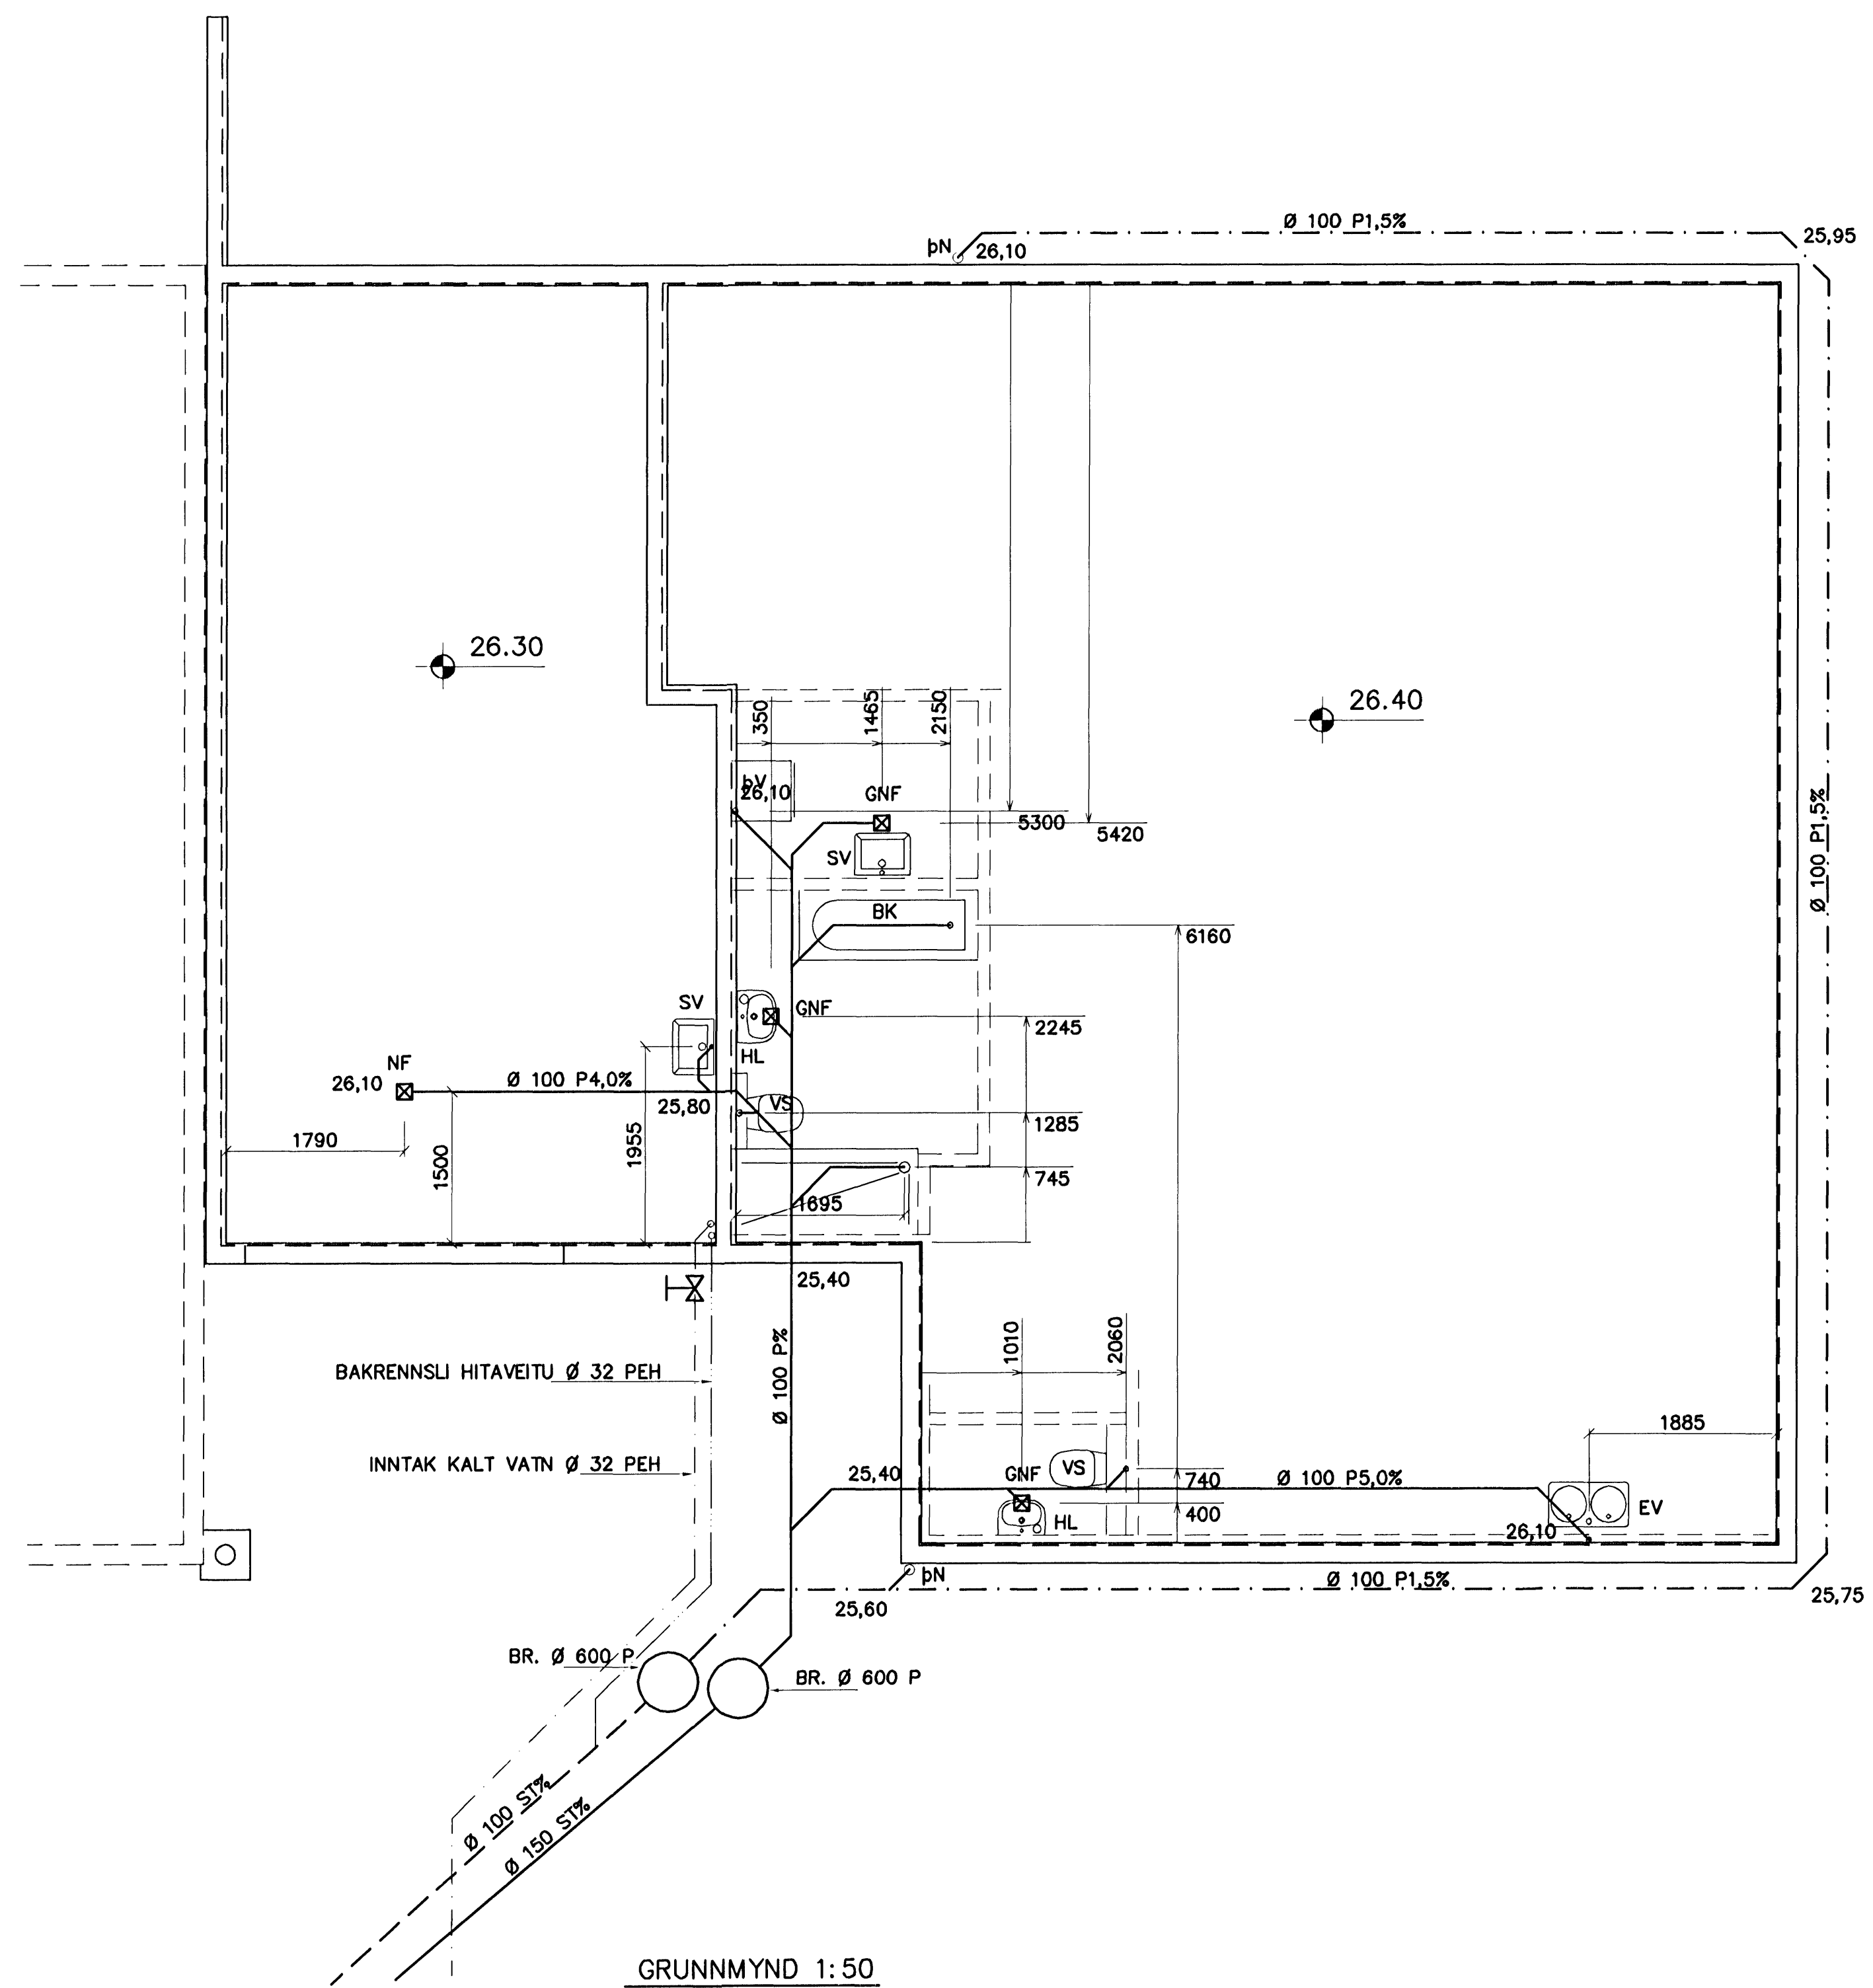 Ø 100 P1,5%
þN
26,10
25,95
26.30
26.40
350
1465
2150
þV
26,10
GNF
5300
5420
SV
Ø 100 P1,5%
BK
6160
SV
GNF
2245
HL
NF
26,10
Ø 100 P4,0%
25,80
VS
1285
1790
1500
1955
745
1695
25,40
Ø 100 P%
1010
2060
BAKRENNSLI HITAVEITU Ø 32 PEH
1885
INNTAK KALT VATN Ø 32 PEH
25,40
GNF
VS
740
Ø 100 P5,0%
400
HL
EV
26,10
þN
Ø 100 P1,5%
25,60
25,75
BR. Ø 600 P
BR. Ø 600 P
Ø 100 ST%
Ø 150 ST%
GRUNNMYND 1:50